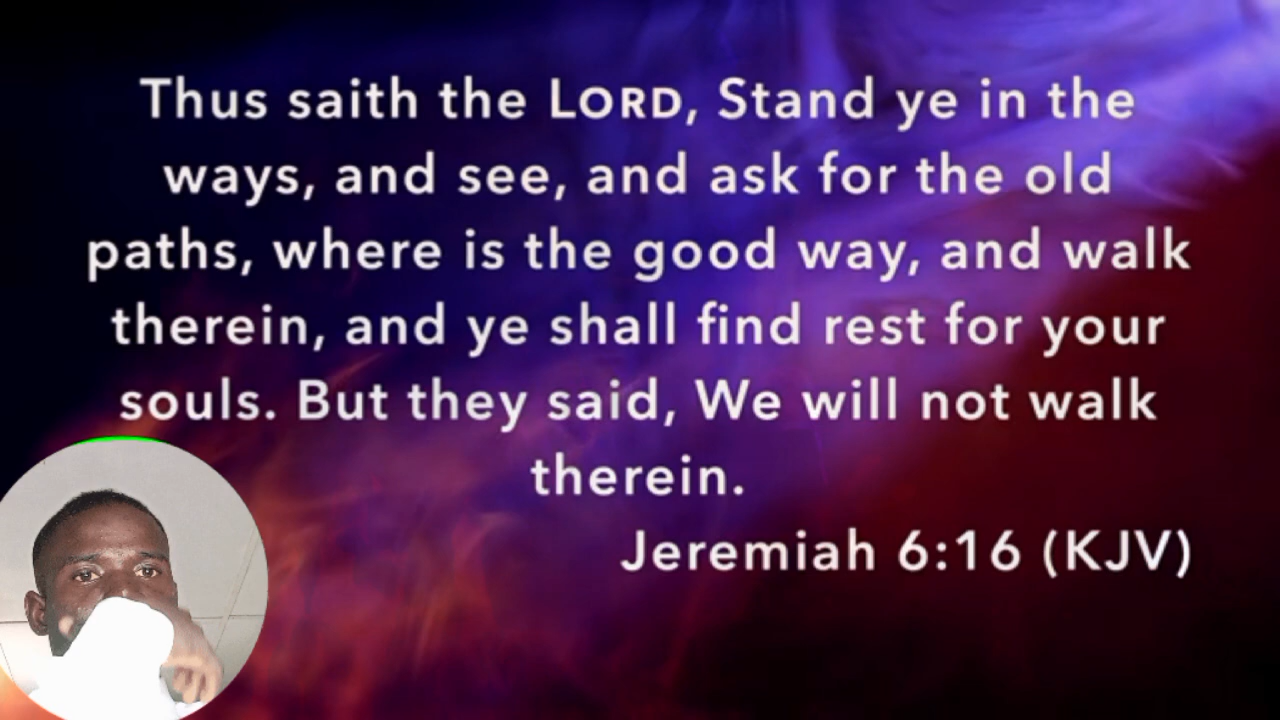 Thus saith the LORD, Stand ye in the
ways, and see, and ask for the old
paths, where is the good way, and walk
therein, and ye shall find rest for your
souls. But they said, We will not walk
therein.
Jeremiah 6:16 (KJV)